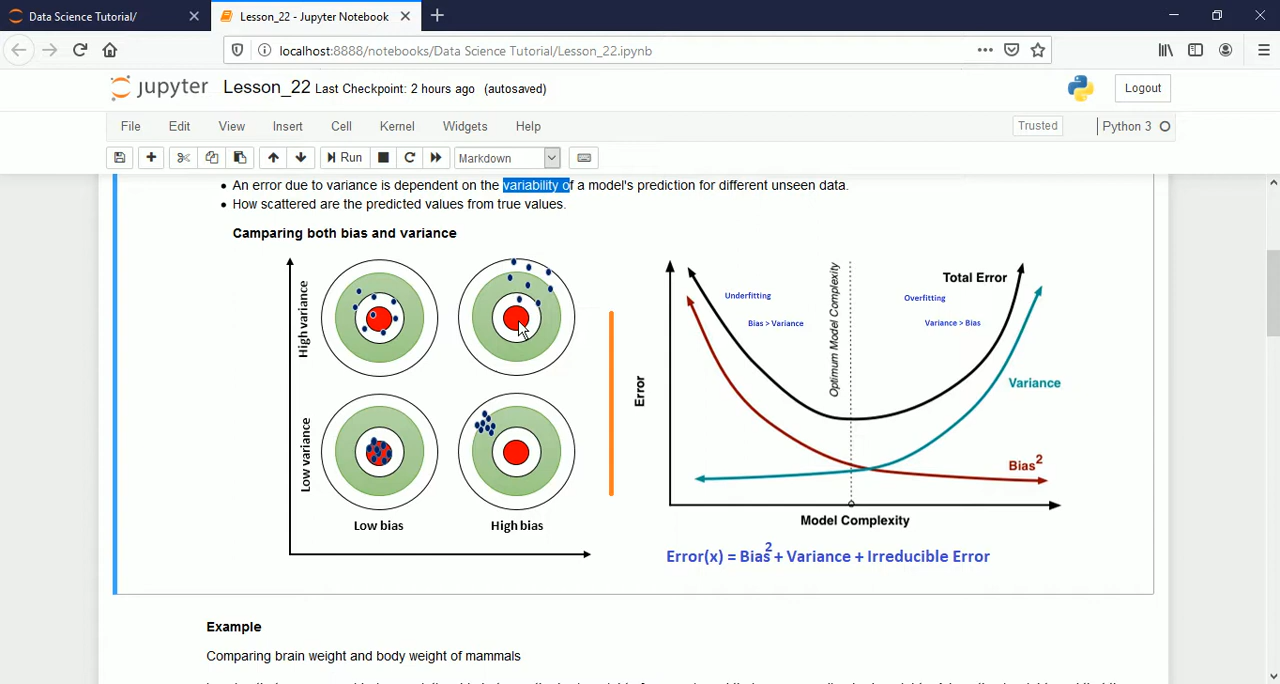 Data Science Tutorial/
Lesson_22 - Jupyter Notebook
localhost:8888/notebooks/Data Science Tutorial/Lesson_22.ipynb
jupyter Lesson_22 Last Checkpoint: 2 hours ago (autosaved)
Logout
File Edit View Insert Cell Kernel Widgets Help
Trusted
Python 3
Run
Markdown
An error due to variance is dependent on the variability of a model's prediction for different unseen data.
How scattered are the predicted values from true values.
Camparing both bias and variance
High variance
Low variance
Low bias
High bias
Error
Underfitting
Bias > Variance
Optimum Model Complexity
Overfitting
Variance > Bias
Total Error
Variance
Bias2
Model Complexity
Error(x) = Bias2 + Variance + Irreducible Error
Example
Comparing brain weight and body weight of mammals